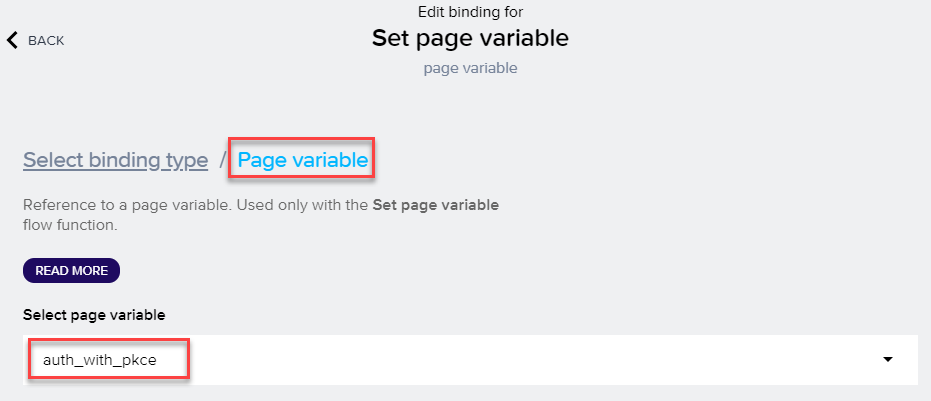 Edit binding for
BACK
Set page variable
page variable
Select binding type / Page variable
Reference to a page variable. Used only with the Set page variable
flow function.
READ MORE
Select page variable
auth_with_pkce